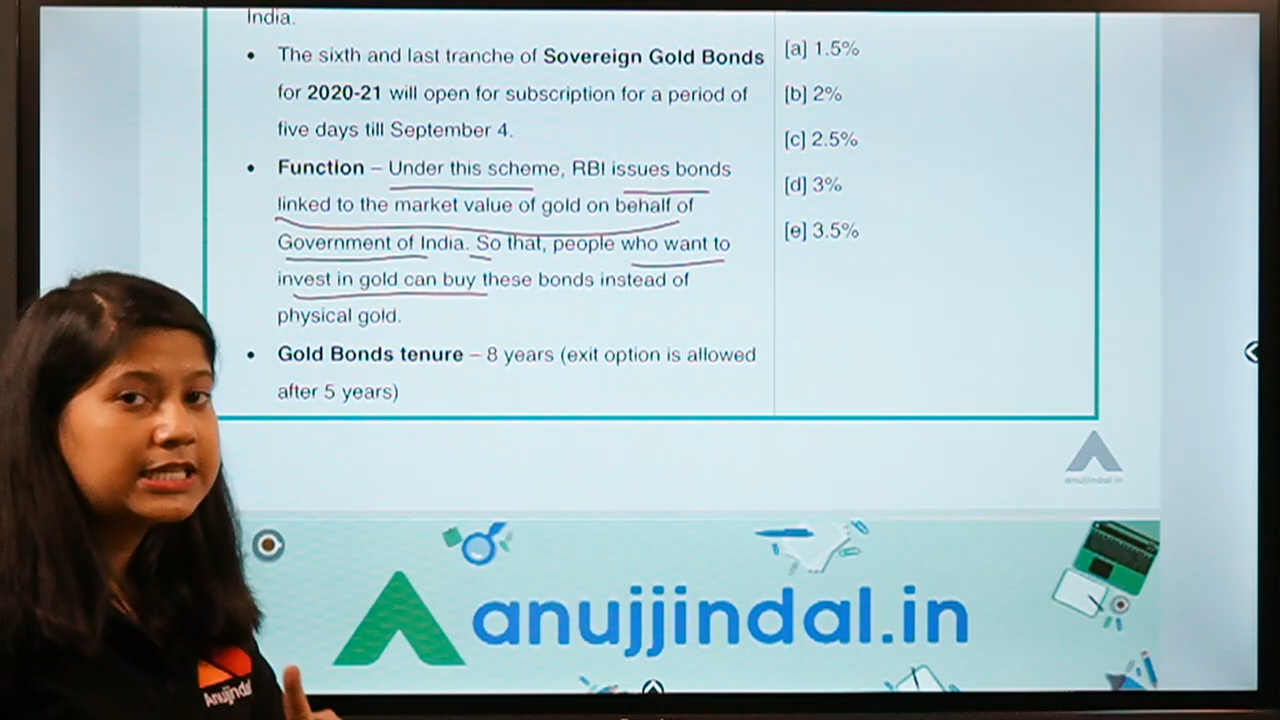 India.
• The sixth and last tranche of Sovereign Gold Bonds
for 2020-21 will open for subscription for a period of
five days till September 4.
• Function – Under this scheme, RBI issues bonds
linked to the market value of gold on behalf of
Government of India. So that, people who want to
invest in gold can buy these bonds instead of
physical gold.
• Gold Bonds tenure – 8 years (exit option is allowed
after 5 years)
[a] 1.5%
[b] 2%
[c] 2.5%
[d] 3%
[e] 3.5%
anujjindal.in
anujjindal.in
Anujjindal